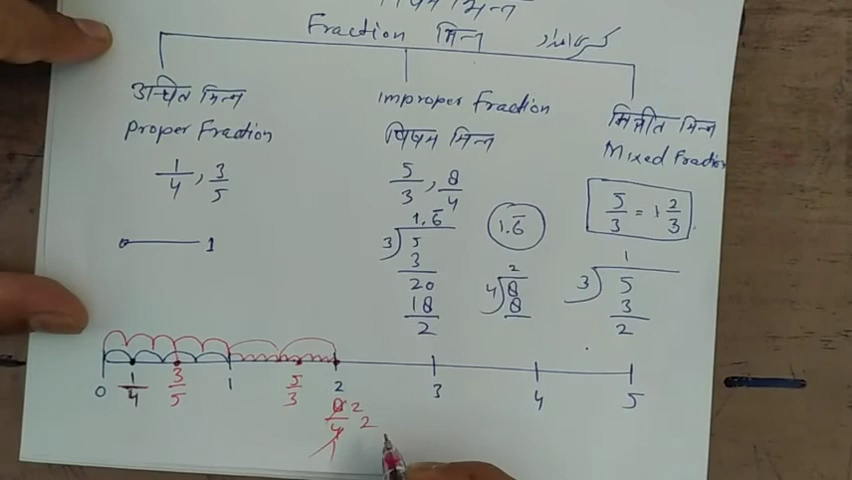 Fraction भिन्न
उचित भिन्न
Proper Fraction
1/4, 3/5
0 1
Improper Fraction
विषम भिन्न
5/3, 8/4
1.6̅
3 5
3
20
18
2
1.6̅
2
4 8
8
मिश्रित भिन्न
Mixed Fraction
5/3 = 1 2/3
1
3 5
3
2
0 1/4 3/5 1 5/3 2 3 4 5
8/4 2 2
1